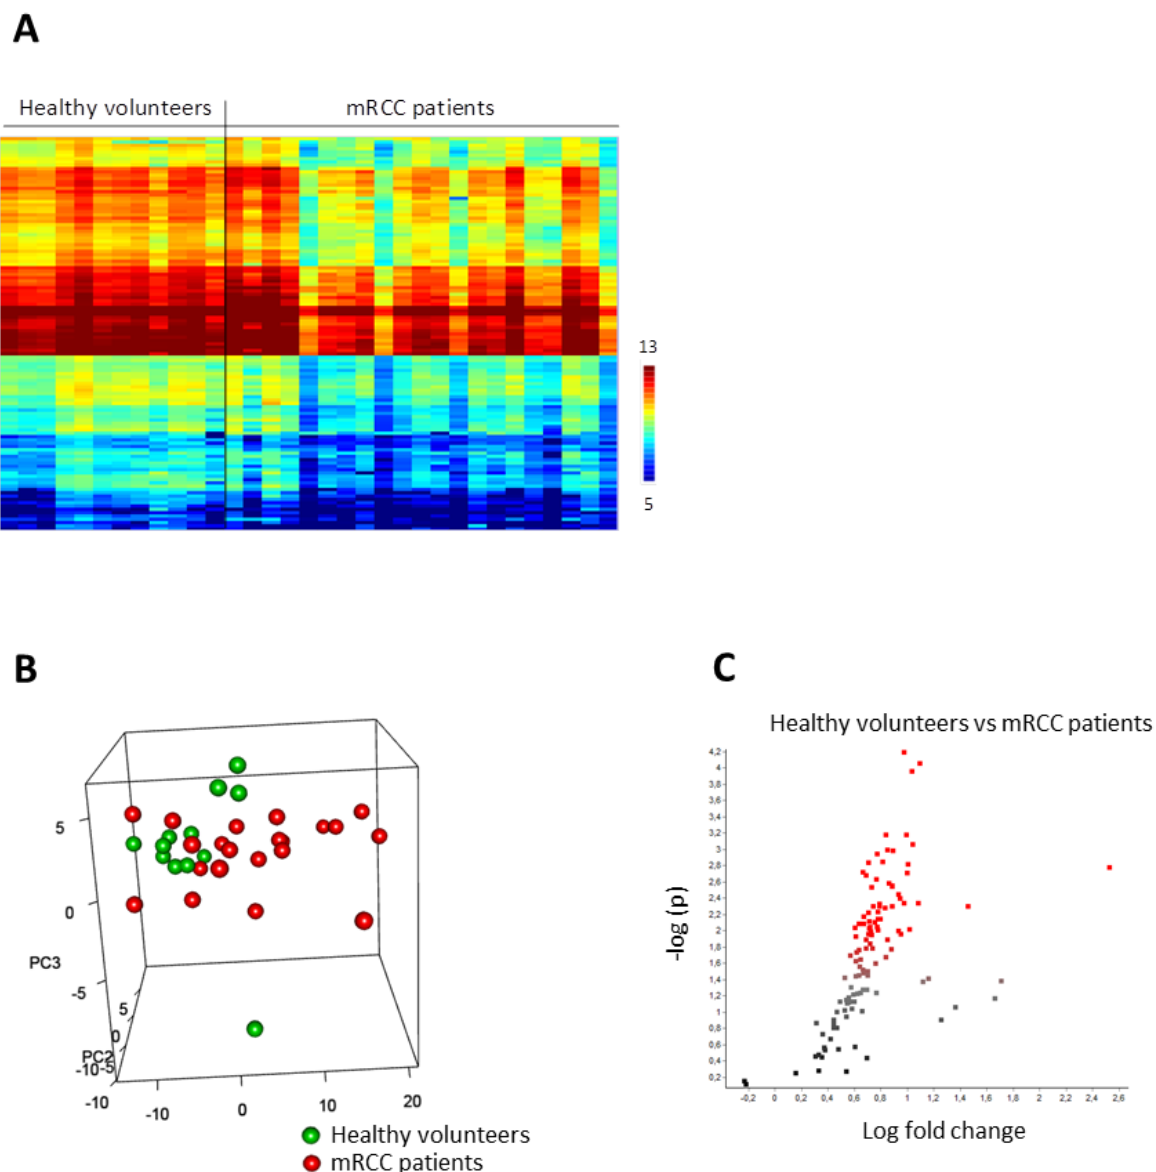 A
Healthy volunteers mRCC patients
13
5
B
C
Healthy volunteers vs mRCC patients
5
0
-5
PC3
5
0
PC2
-10-5
-10
-10
0
10
20
Healthy volunteers
mRCC patients
4,2
4
3,8
3,6
3,4
3,2
3
2,8
2,6
2,4
2,2
2
1,8
1,6
1,4
1,2
1
0,8
0,6
0,4
0,2
-log (p)
-0,2 0 0,2 0,4 0,6 0,8 1 1,2 1,4 1,6 1,8 2 2,2 2,4 2,6
Log fold change